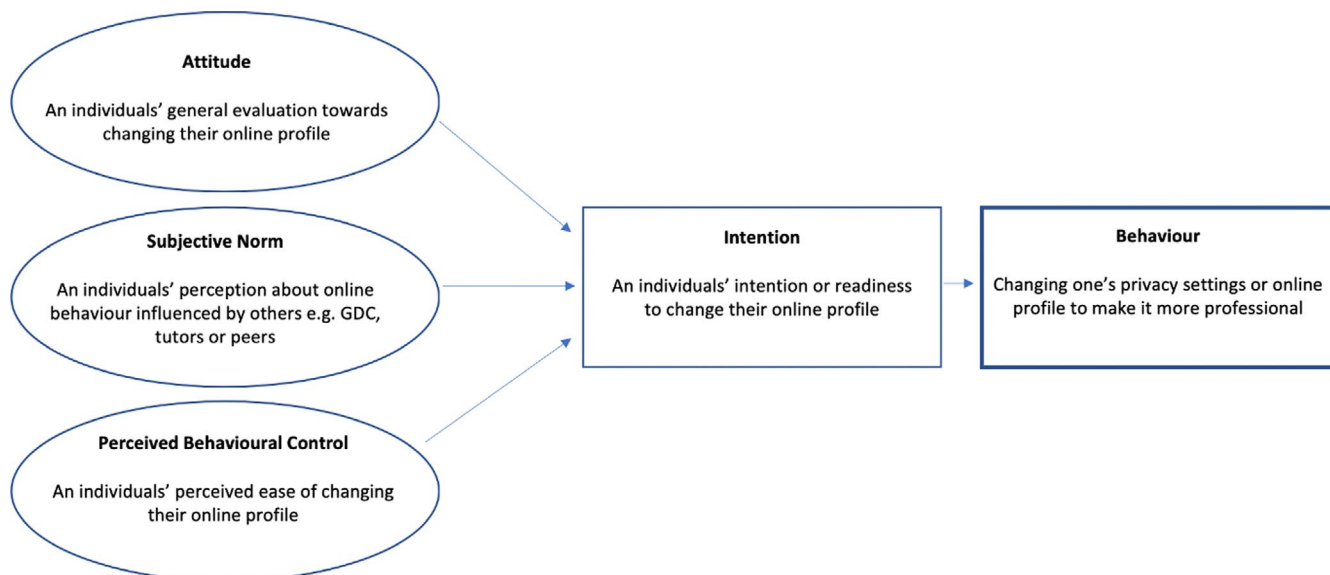 Attitude
An individuals' general evaluation towards
changing their online profile
Subjective Norm
An individuals' perception about online
behaviour influenced by others e.g. GDC,
tutors or peers
Perceived Behavioural Control
An individuals' perceived ease of changing
their online profile
Intention
An individuals' intention or readiness
to change their online profile
Behaviour
Changing one's privacy settings or online
profile to make it more professional